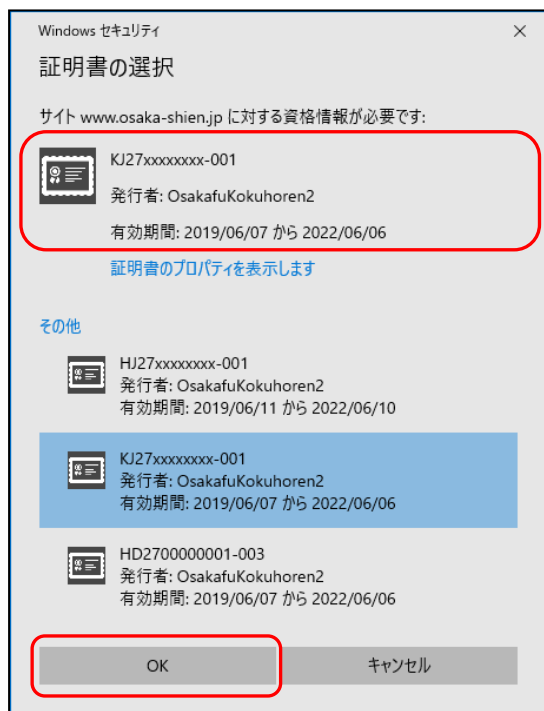 Windows セキュリティ
証明書の選択
サイト www.osaka-shien.jp に対する資格情報が必要です:
KJ27xxxxxxxx-001
発行者: OsakafuKokuhoren2
有効期間: 2019/06/07 から 2022/06/06
証明書のプロパティを表示します
その他
HJ27xxxxxxxx-001
発行者: OsakafuKokuhoren2
有効期間: 2019/06/11 から 2022/06/10
KJ27xxxxxxxx-001
発行者: OsakafuKokuhoren2
有効期間: 2019/06/07 から 2022/06/06
HD2700000001-003
発行者: OsakafuKokuhoren2
有効期間: 2019/06/07 から 2022/06/06
OK
キャンセル